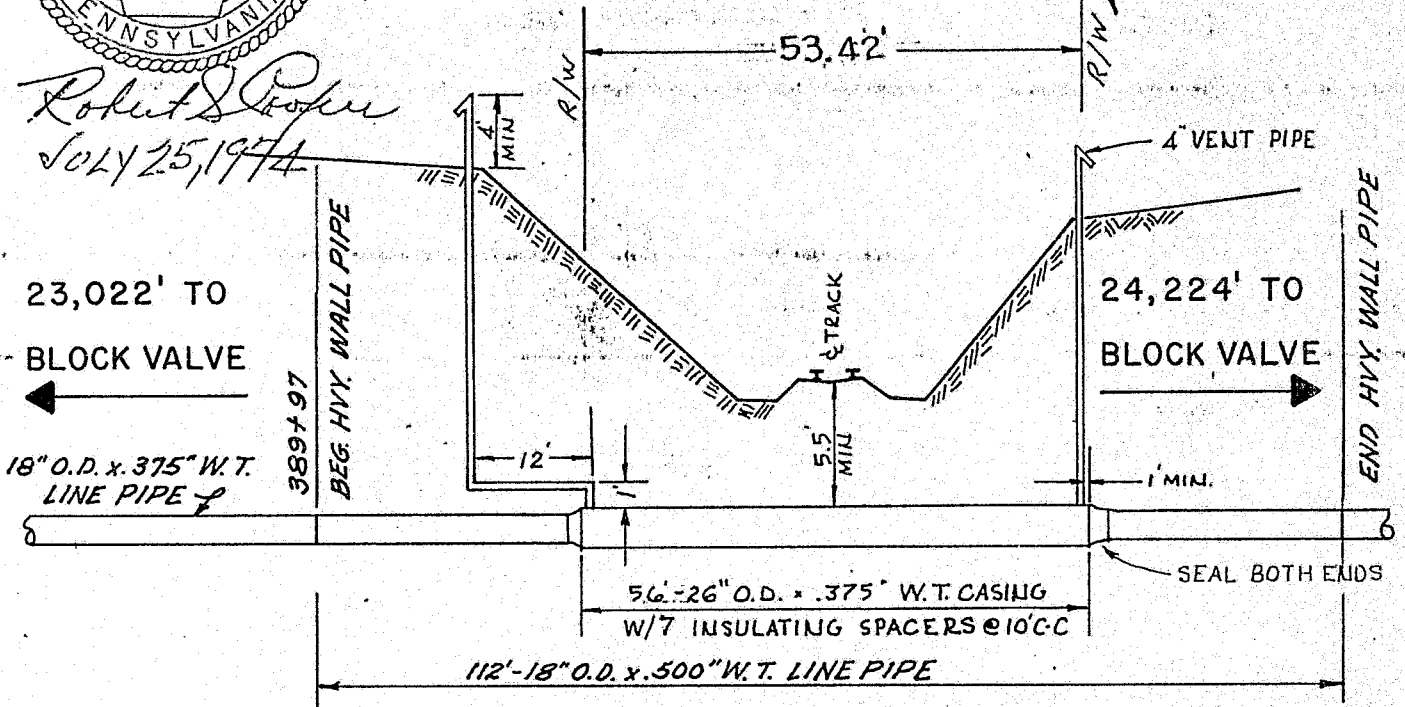 ENNSYLVANI
Robert S Cooper
JULY 25, 1974
R/W
53.42'
R/W
4' MIN
4" VENT PIPE
23,022' TO
BLOCK VALVE
389+97
BEG. HVY. WALL PIPE
℄ TRACK
24,224' TO
BLOCK VALVE
END HVY. WALL PIPE
18" O.D. x .375" W.T.
LINE PIPE
12'
1'
5.5' MIN
1' MIN.
SEAL BOTH ENDS
56'-26" O.D. x .375" W.T. CASING
W/7 INSULATING SPACERS @ 10' C-C
112'-18" O.D. x .500" W.T. LINE PIPE